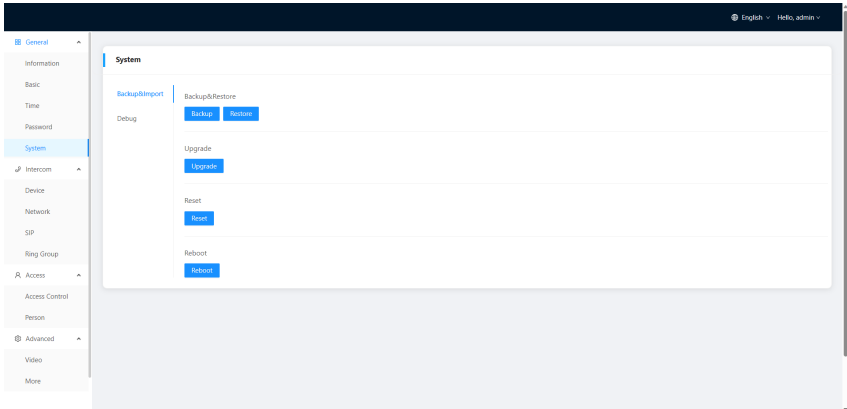 English Hello, admin
General
Information
Basic
Time
Password
System
Intercom
Device
Network
SIP
Ring Group
Access
Access Control
Person
Advanced
Video
More
System
Backup&Import
Debug
Backup&Restore
Backup Restore
Upgrade
Upgrade
Reset
Reset
Reboot
Reboot